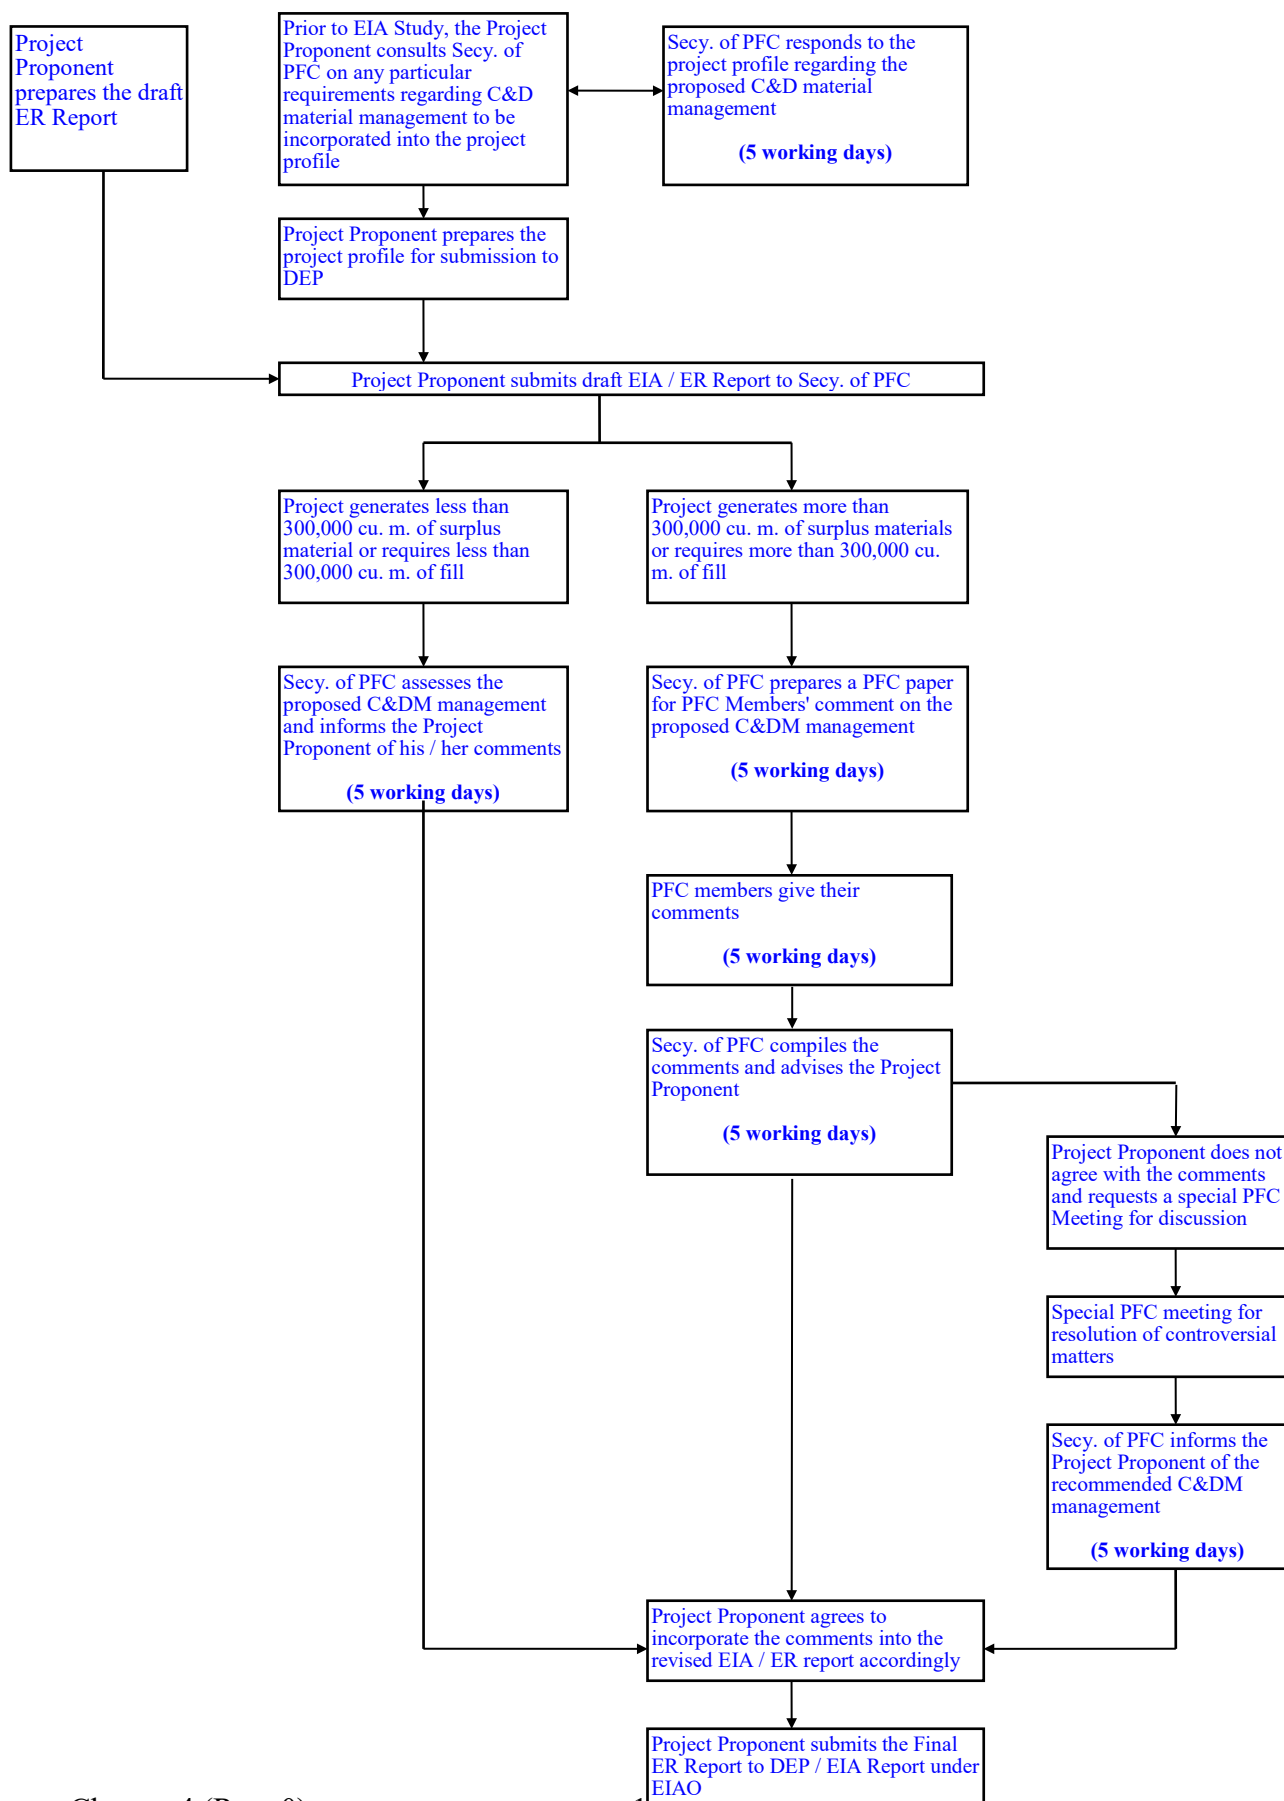 Project
Proponent
prepares the draft
ER Report
Prior to EIA Study, the Project
Proponent consults Secy. of
PFC on any particular
requirements regarding C&D
material management to be
incorporated into the project
profile
Secy. of PFC responds to the
project profile regarding the
proposed C&D material
management
(5 working days)
Project Proponent prepares the
project profile for submission to
DEP
Project Proponent submits draft EIA / ER Report to Secy. of PFC
Project generates less than
300,000 cu. m. of surplus
material or requires less than
300,000 cu. m. of fill
Project generates more than
300,000 cu. m. of surplus materials
or requires more than 300,000 cu.
m. of fill
Secy. of PFC assesses the
proposed C&DM management
and informs the Project
Proponent of his / her comments
(5 working days)
Secy. of PFC prepares a PFC paper
for PFC Members' comment on the
proposed C&DM management
(5 working days)
PFC members give their
comments
(5 working days)
Secy. of PFC compiles the
comments and advises the Project
Proponent
(5 working days)
Project Proponent does not
agree with the comments
and requests a special PFC
Meeting for discussion
Special PFC meeting for
resolution of controversial
matters
Secy. of PFC informs the
Project Proponent of the
recommended C&DM
management
(5 working days)
Project Proponent agrees to
incorporate the comments into the
revised EIA / ER report accordingly
Project Proponent submits the Final
ER Report to DEP / EIA Report under
EIAO